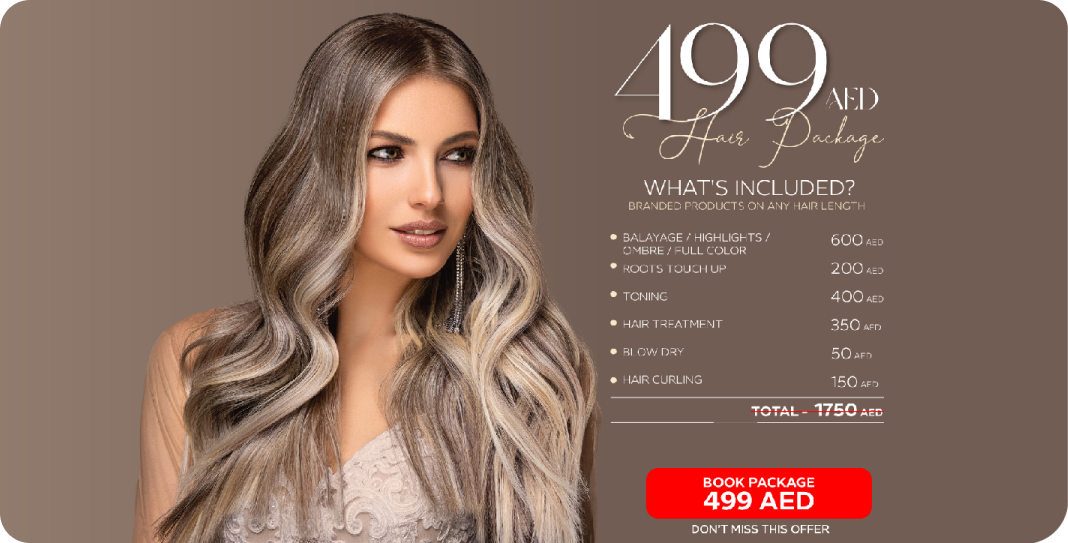 499 AED
Hair Package
WHAT'S INCLUDED?
BRANDED PRODUCTS ON ANY HAIR LENGTH
• BALAYAGE / HIGHLIGHTS / 600 AED
OMBRE / FULL COLOR
• ROOTS TOUCH UP 200 AED
• TONING 400 AED
• HAIR TREATMENT 350 AED
• BLOW DRY 50 AED
• HAIR CURLING 150 AED
TOTAL - 1750 AED
BOOK PACKAGE
499 AED
DON'T MISS THIS OFFER